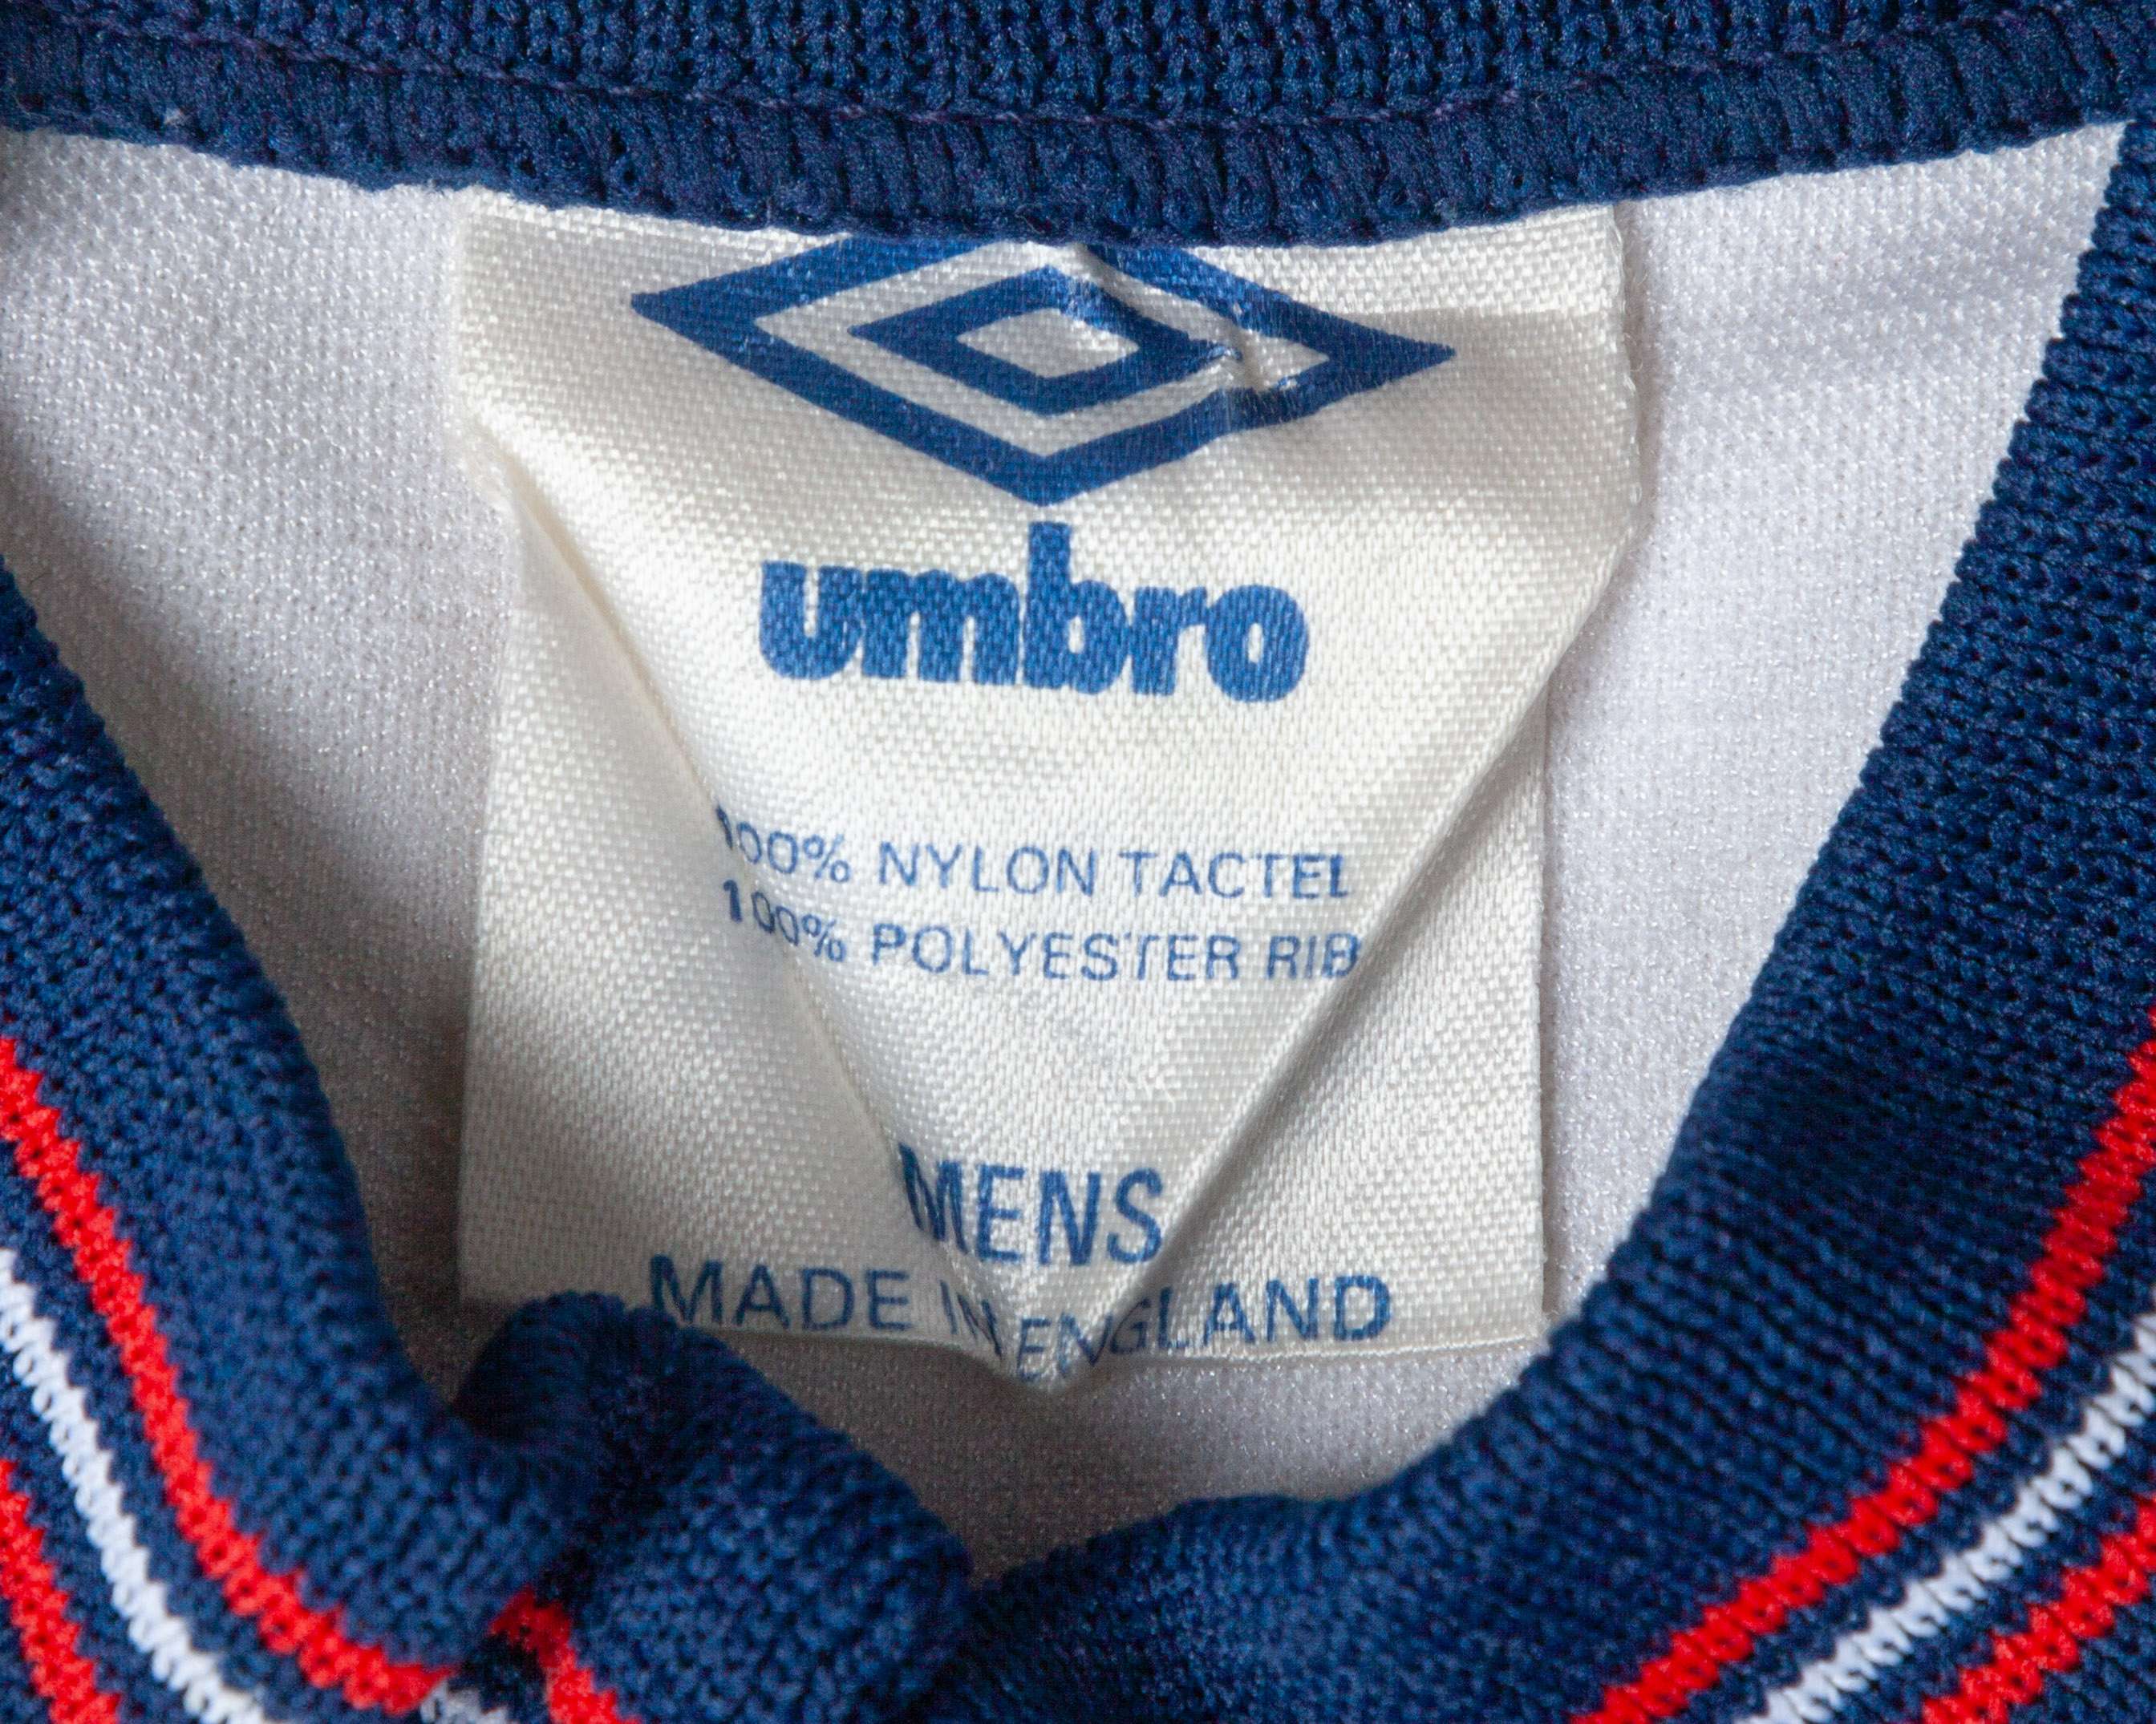 umbro
100% NYLON TACTEL
100% POLYESTER RIB
MENS
MADE IN ENGLAND